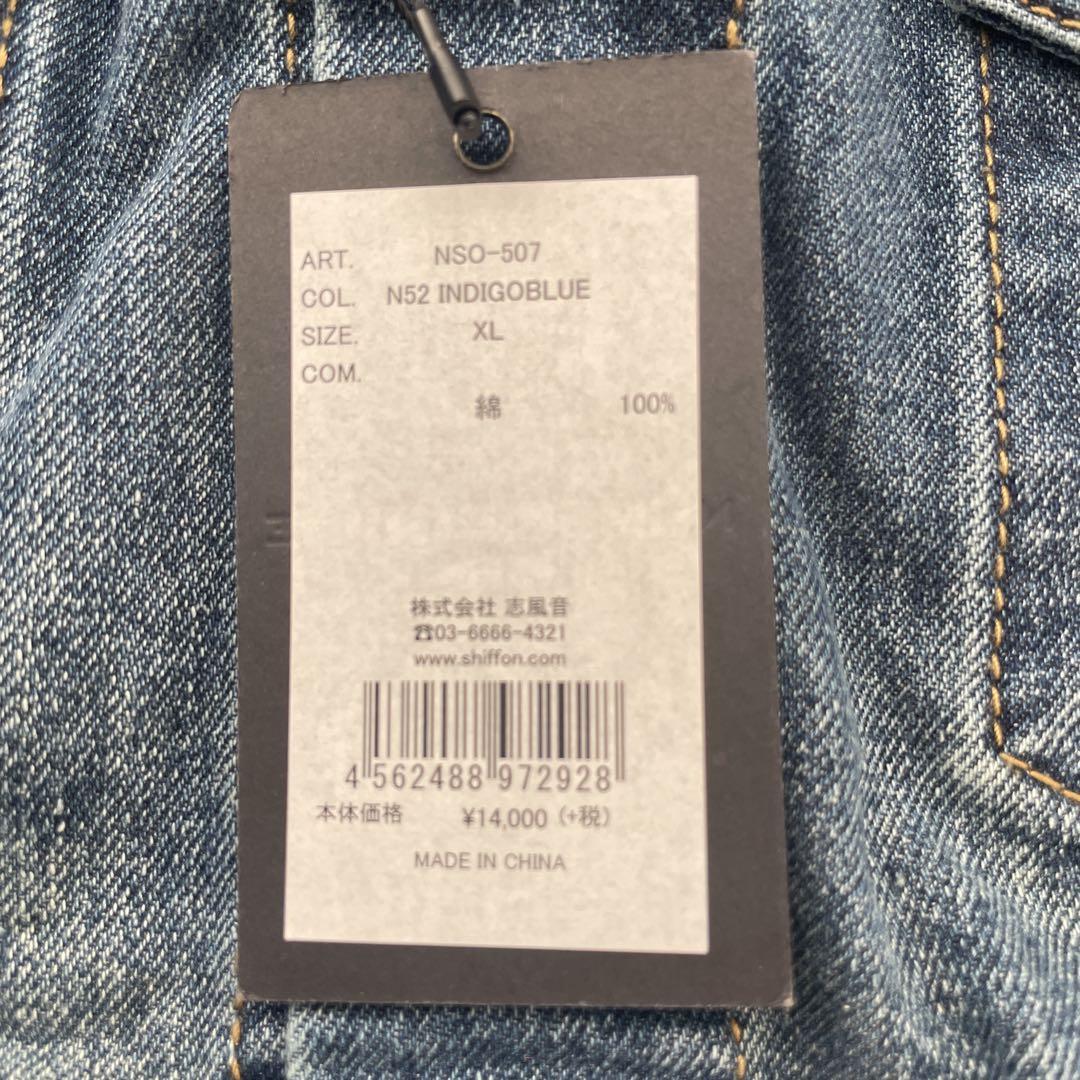 ART. NSO-507
COL. N52 INDIGOBLUE
SIZE. XL
COM.
綿 100%
株式会社 志風音
☎03-6666-4321
www.shiffon.com
4 562488 972928
本体価格 ¥14,000 (+税)
MADE IN CHINA